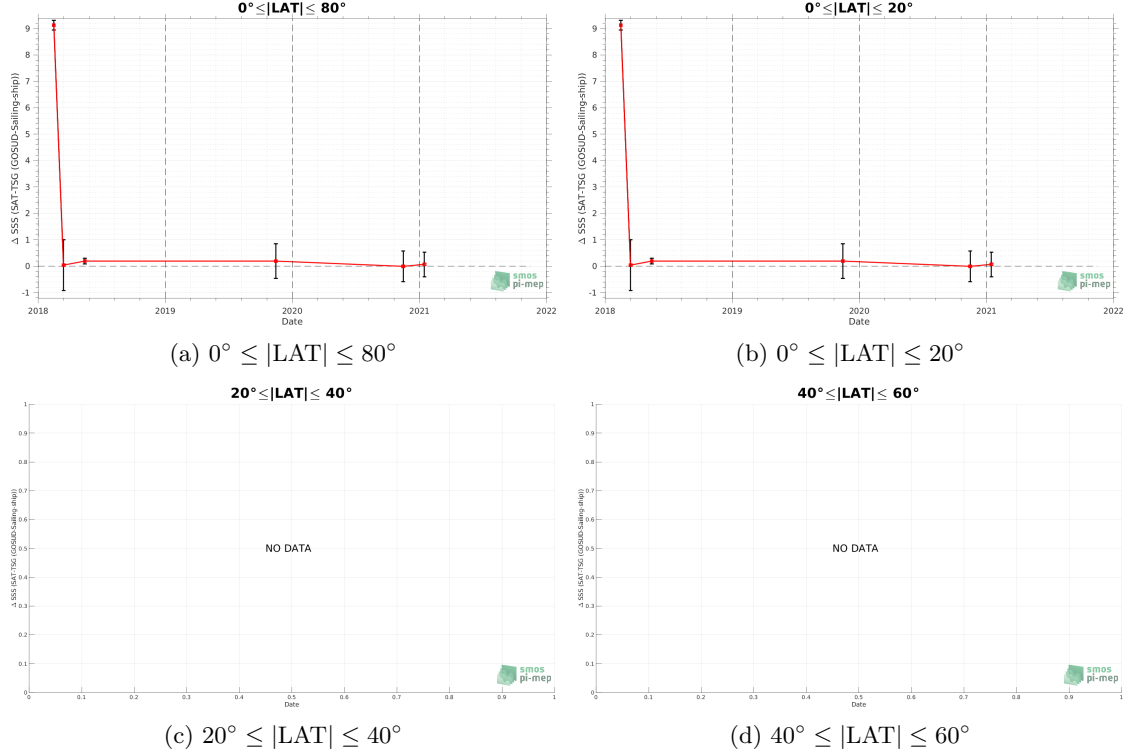 0°≤|LAT|≤ 80°
Δ SSS (SAT-TSG (GOSUD-Sailing-ship))
9
8
7
6
5
4
3
2
1
0
-1
2018 2019 2020 2021 2022
Date
smos
pi-mep
(a) 0° ≤ |LAT| ≤ 80°
0°≤|LAT|≤ 20°
Δ SSS (SAT-TSG (GOSUD-Sailing-ship))
9
8
7
6
5
4
3
2
1
0
-1
2018 2019 2020 2021 2022
Date
smos
pi-mep
(b) 0° ≤ |LAT| ≤ 20°
20°≤|LAT|≤ 40°
Δ SSS (SAT-TSG (GOSUD-Sailing-ship))
1
0.9
0.8
0.7
0.6
0.5
0.4
0.3
0.2
0.1
0
NO DATA
0 0.1 0.2 0.3 0.4 0.5 0.6 0.7 0.8 0.9 1
Date
smos
pi-mep
(c) 20° ≤ |LAT| ≤ 40°
40°≤|LAT|≤ 60°
Δ SSS (SAT-TSG (GOSUD-Sailing-ship))
1
0.9
0.8
0.7
0.6
0.5
0.4
0.3
0.2
0.1
0
NO DATA
0 0.1 0.2 0.3 0.4 0.5 0.6 0.7 0.8 0.9 1
Date
smos
pi-mep
(d) 40° ≤ |LAT| ≤ 60°